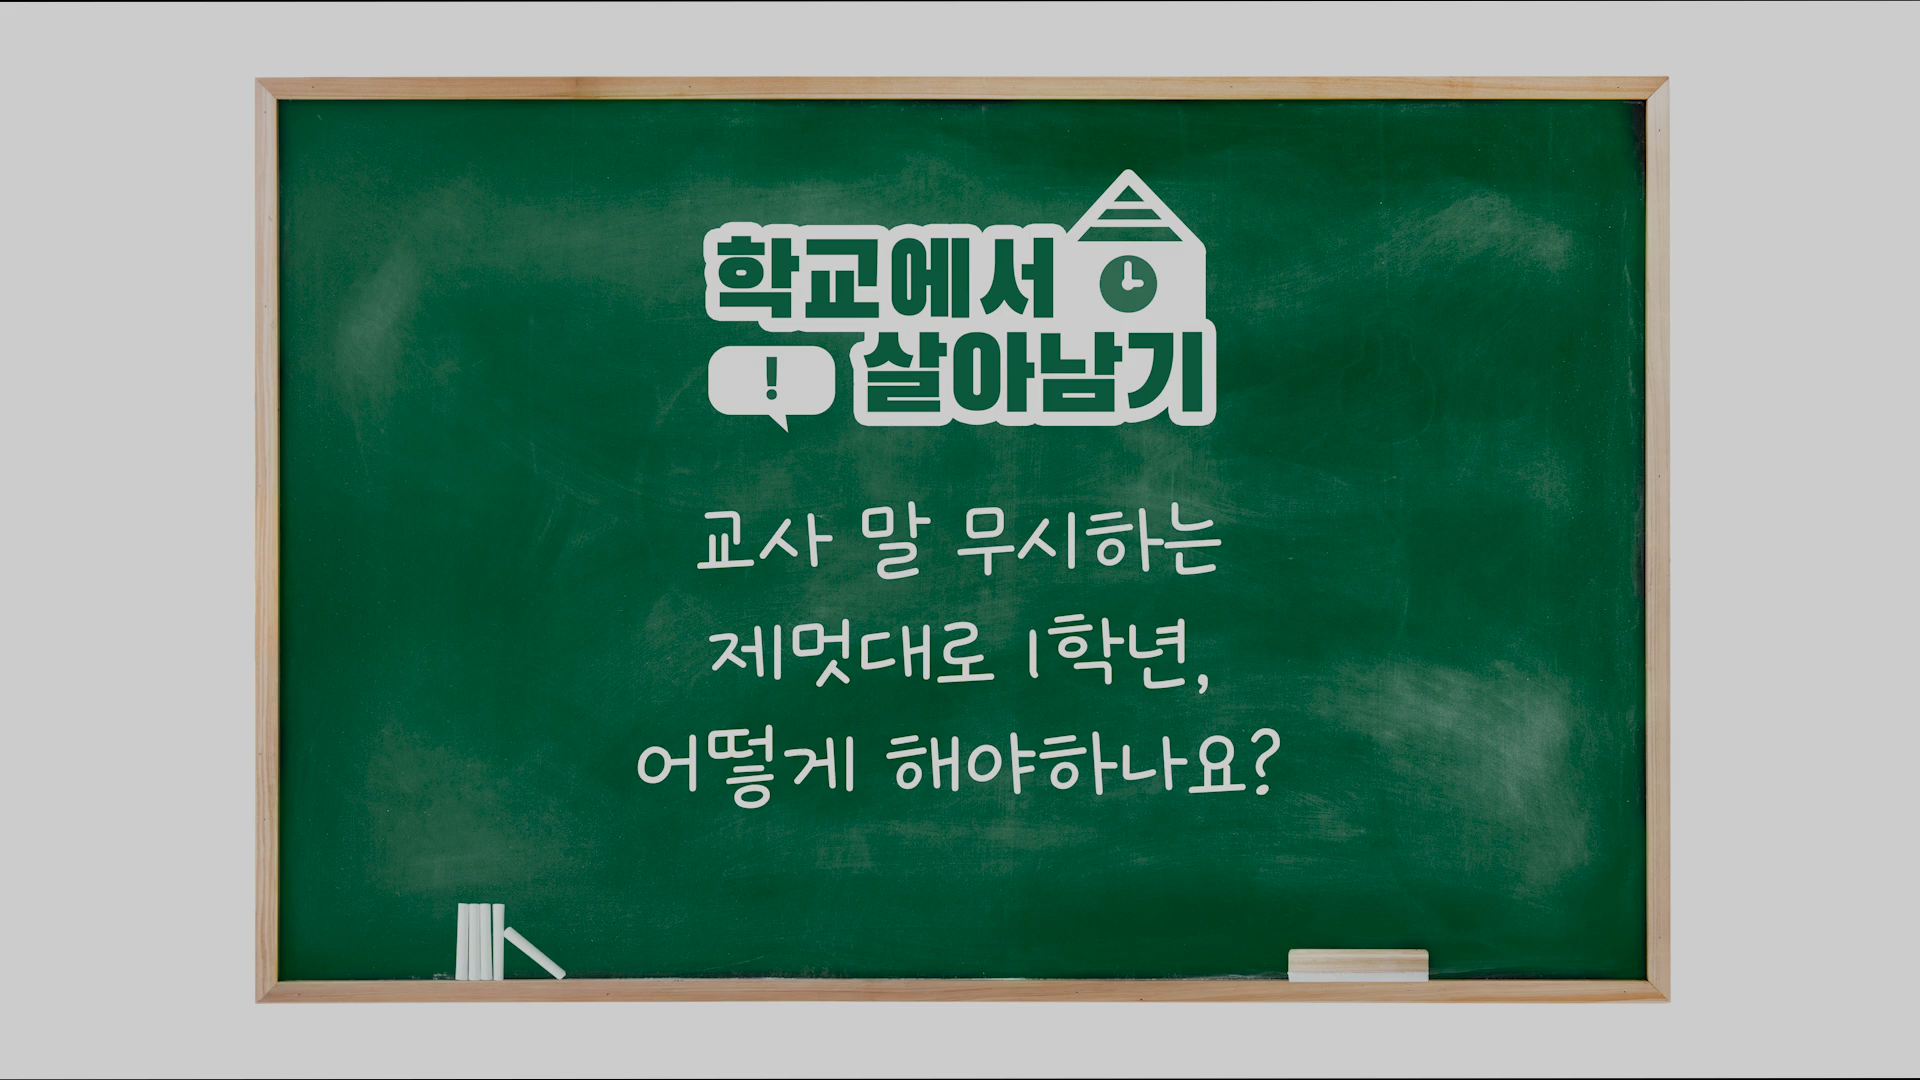 학교에서
! 살아남기
교사 말 무시하는
제멋대로 1학년,
어떻게 해야하나요?